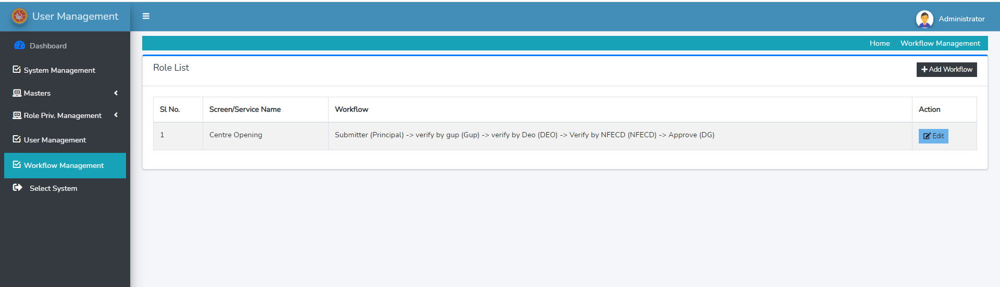 User Management
Administrator
Dashboard
System Management
Masters
Role Priv. Management
User Management
Workflow Management
Select System
Home / Workflow Management
Role List
Add Workflow
Sl No. Screen/Service Name Workflow Action
1 Centre Opening Submitter (Principal) -> verify by gup (Gup) -> verify by Deo (DEO) -> Verify by NFECD (NFECD) -> Approve (DG) Edit